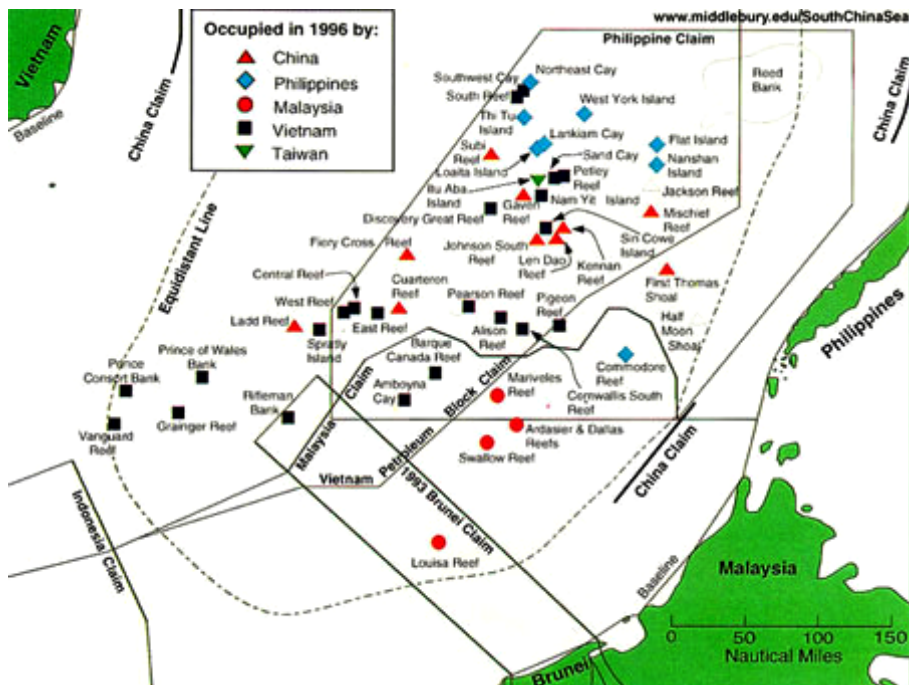 www.middlebury.edu/SouthChinaSea
Occupied in 1996 by:
China
Philippines
Malaysia
Vietnam
Taiwan
Vietnam
Baseline
China Claim
Philippine Claim
Reed
Bank
China Claim
Southwest Cay
Northeast Cay
South Reef
West York Island
Thi Tu
Island
Lankiam Cay
Flat Island
Subi
Reef
Sand Cay
Nanshan
Island
Loaita Island
Petley
Reef
Itu Aba
Island
Jackson Reef
Gaven
Reef
Nam Yit Island
Mischief
Reef
Discovery Great Reef
Sin Cowe
Island
Fiery Cross Reef
Johnson South
Reef
Len Dao
Reef
Kennan
Reef
First Thomas
Shoal
Equidistant Line
Central Reef
Cuarteron
Reef
Pearson Reef
Pigeon
Reef
West Reef
Ladd Reef
East Reef
Alison
Reef
Half
Moon
Shoal
Spratly
Island
Philippines
Barque
Canada Reef
Prince of Wales
Bank
Prince
Consort Bank
Commodore
Reef
Mariveles
Reef
Amboyna
Cay
Rifleman
Bank
Cornwallis South
Reef
Vanguard
Reef
Grainger Reef
Malaysia Claim
Vietnam Petroleum Block Claim
Ardasier & Dallas
Reefs
Swallow Reef
China Claim
1993 Brunei Claim
Indonesia Claim
Louisa Reef
Baseline
Malaysia
0 50 100 150
Nautical Miles
Brunei